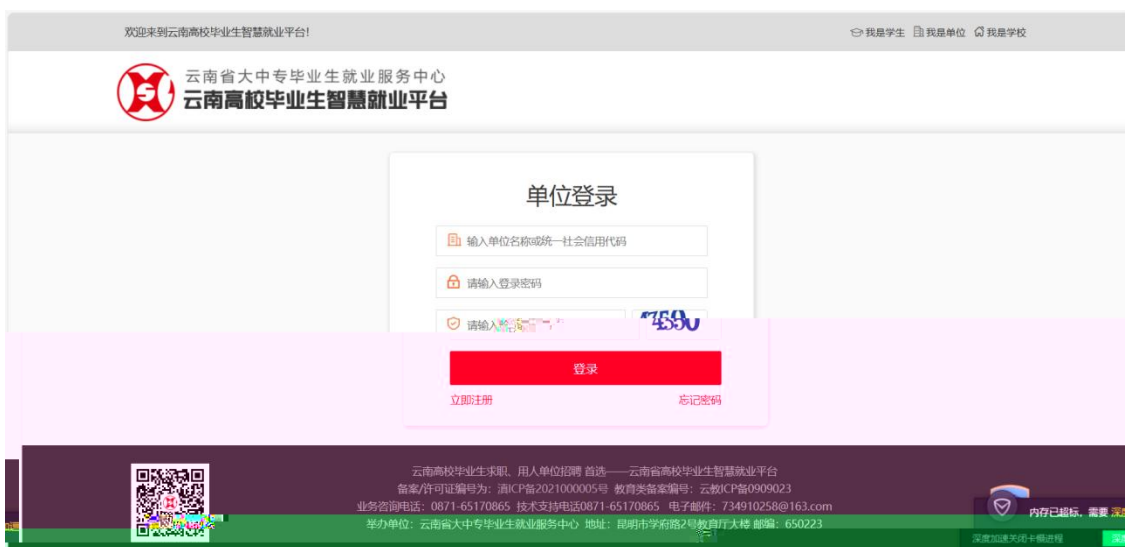 欢迎来到云南高校毕业生智慧就业平台!
我是学生 我是单位 我是学校
云南省大中专毕业生就业服务中心
云南高校毕业生智慧就业平台
单位登录
输入单位名称或统一社会信用代码
请输入登录密码
请输入
登录
立即注册 忘记密码
云南高校毕业生求职、用人单位招聘 首选——云南省高校毕业生智慧就业平台
备案/许可证编号为：滇ICP备2021000005号 教育类备案编号：云教ICP备0909023
业务咨询电话：0871-65170865 技术支持电话0871-65170865 电子邮件：734910258@163.com
举办单位：云南省大中专毕业生就业服务中心 地址：昆明市学府路2号教育厅大楼 邮编：650223
内存已超标，需要
深度加速关闭卡慢进程